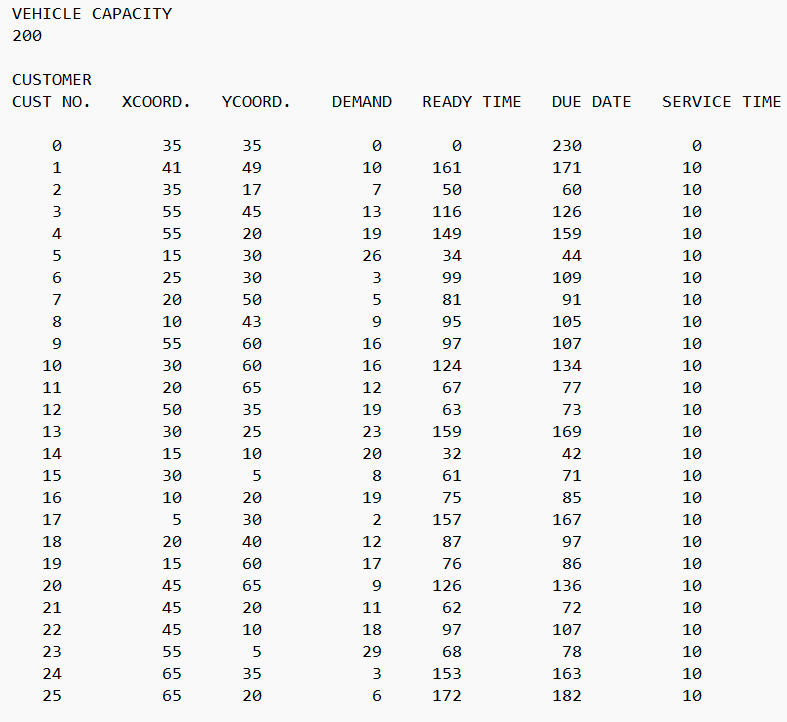 VEHICLE CAPACITY
200
CUSTOMER
CUST NO. XCOORD. YCOORD. DEMAND READY TIME DUE DATE SERVICE TIME
0 35 35 0 0 230 0
1 41 49 10 161 171 10
2 35 17 7 50 60 10
3 55 45 13 116 126 10
4 55 20 19 149 159 10
5 15 30 26 34 44 10
6 25 30 3 99 109 10
7 20 50 5 81 91 10
8 10 43 9 95 105 10
9 55 60 16 97 107 10
10 30 60 16 124 134 10
11 20 65 12 67 77 10
12 50 35 19 63 73 10
13 30 25 23 159 169 10
14 15 10 20 32 42 10
15 30 5 8 61 71 10
16 10 20 19 75 85 10
17 5 30 2 157 167 10
18 20 40 12 87 97 10
19 15 60 17 76 86 10
20 45 65 9 126 136 10
21 45 20 11 62 72 10
22 45 10 18 97 107 10
23 55 5 29 68 78 10
24 65 35 3 153 163 10
25 65 20 6 172 182 10